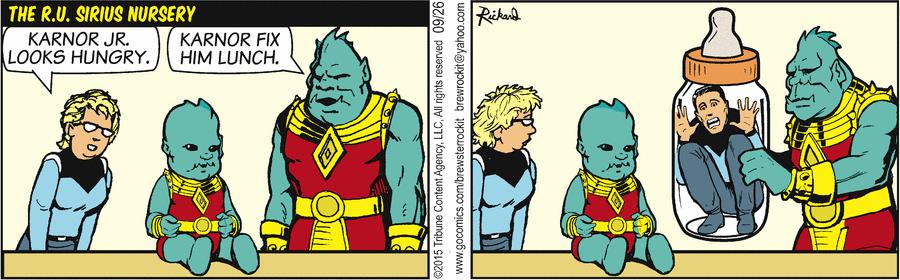 THE R.U. SIRIUS NURSERY
KARNOR JR.
LOOKS HUNGRY.
KARNOR FIX
HIM LUNCH.
©2015 Tribune Content Agency, LLC. All rights reserved 09/26
www.gocomics.com/brewsterrockit brewrockit@yahoo.com
Rickard